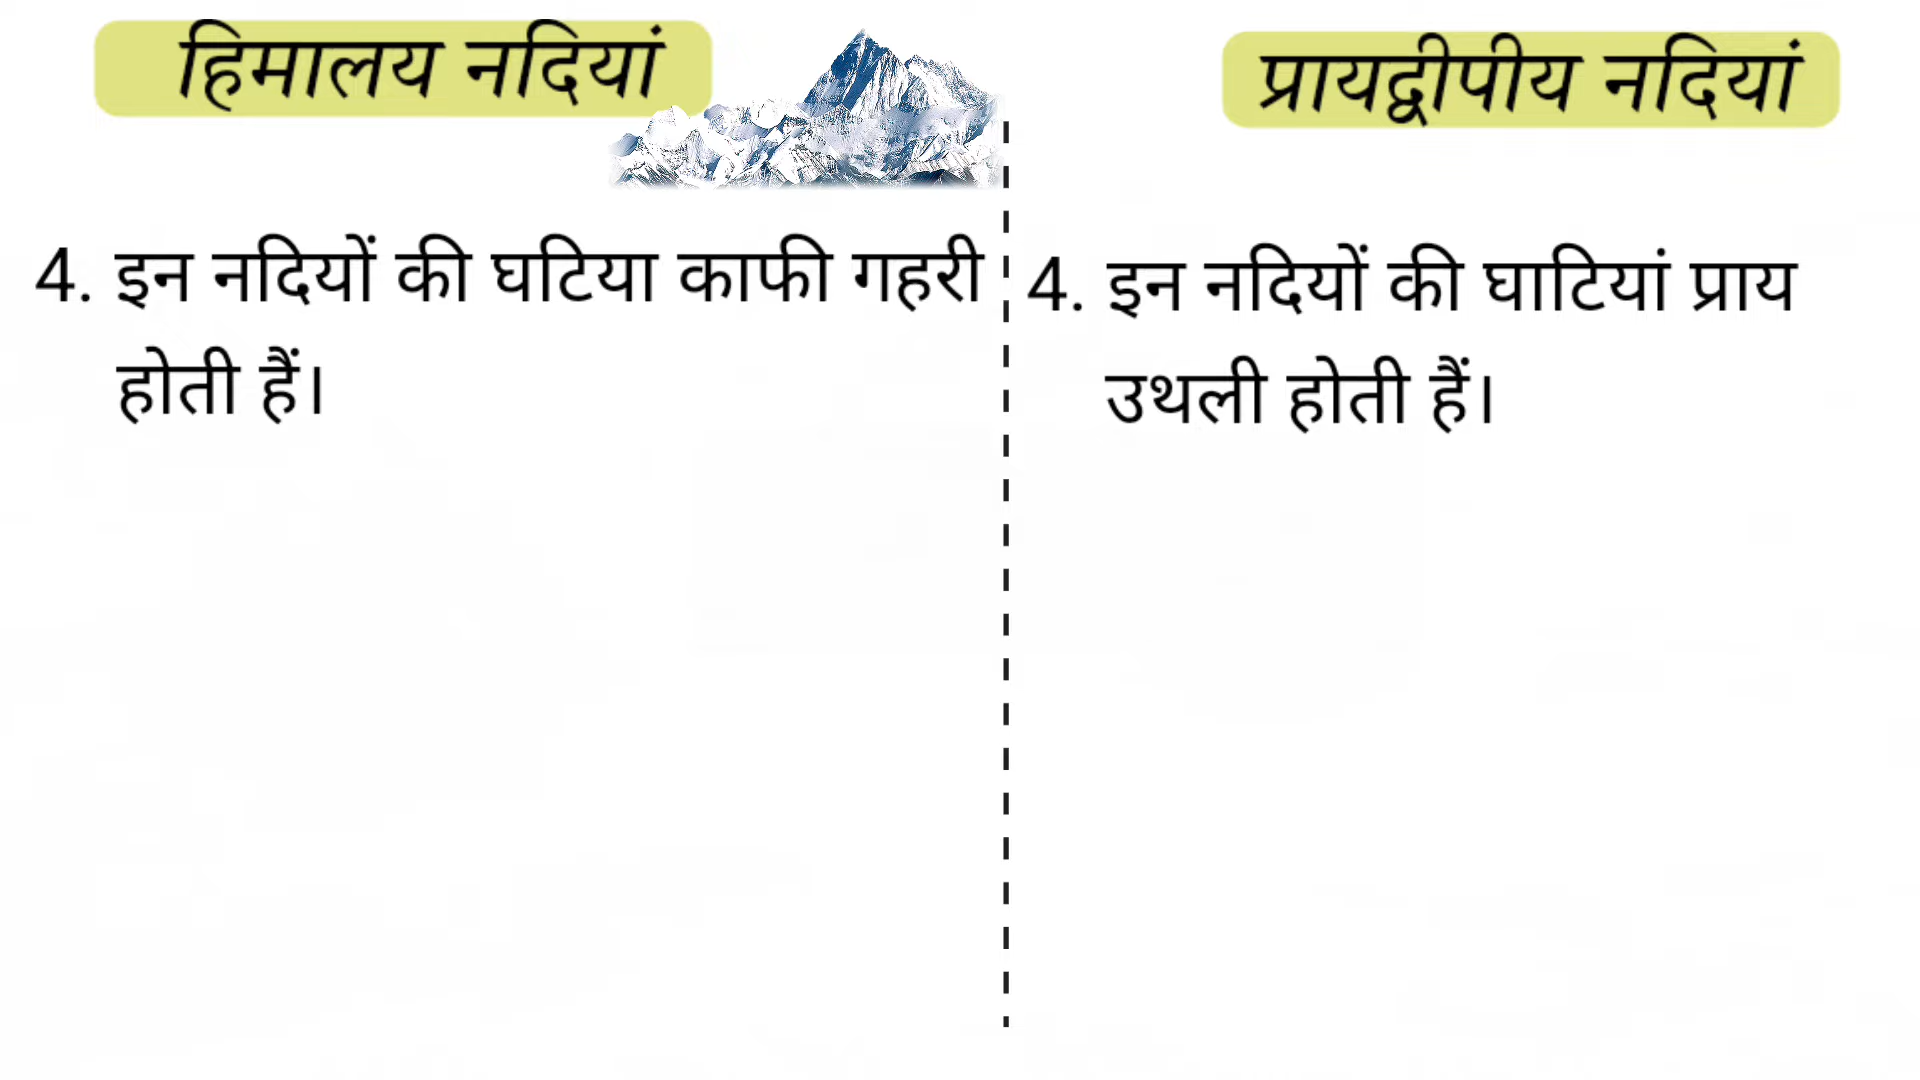 हिमालय नदियां
4. इन नदियों की घटिया काफी गहरी
होती हैं।
प्रायद्वीपीय नदियां
4. इन नदियों की घाटियां प्राय
उथली होती हैं।